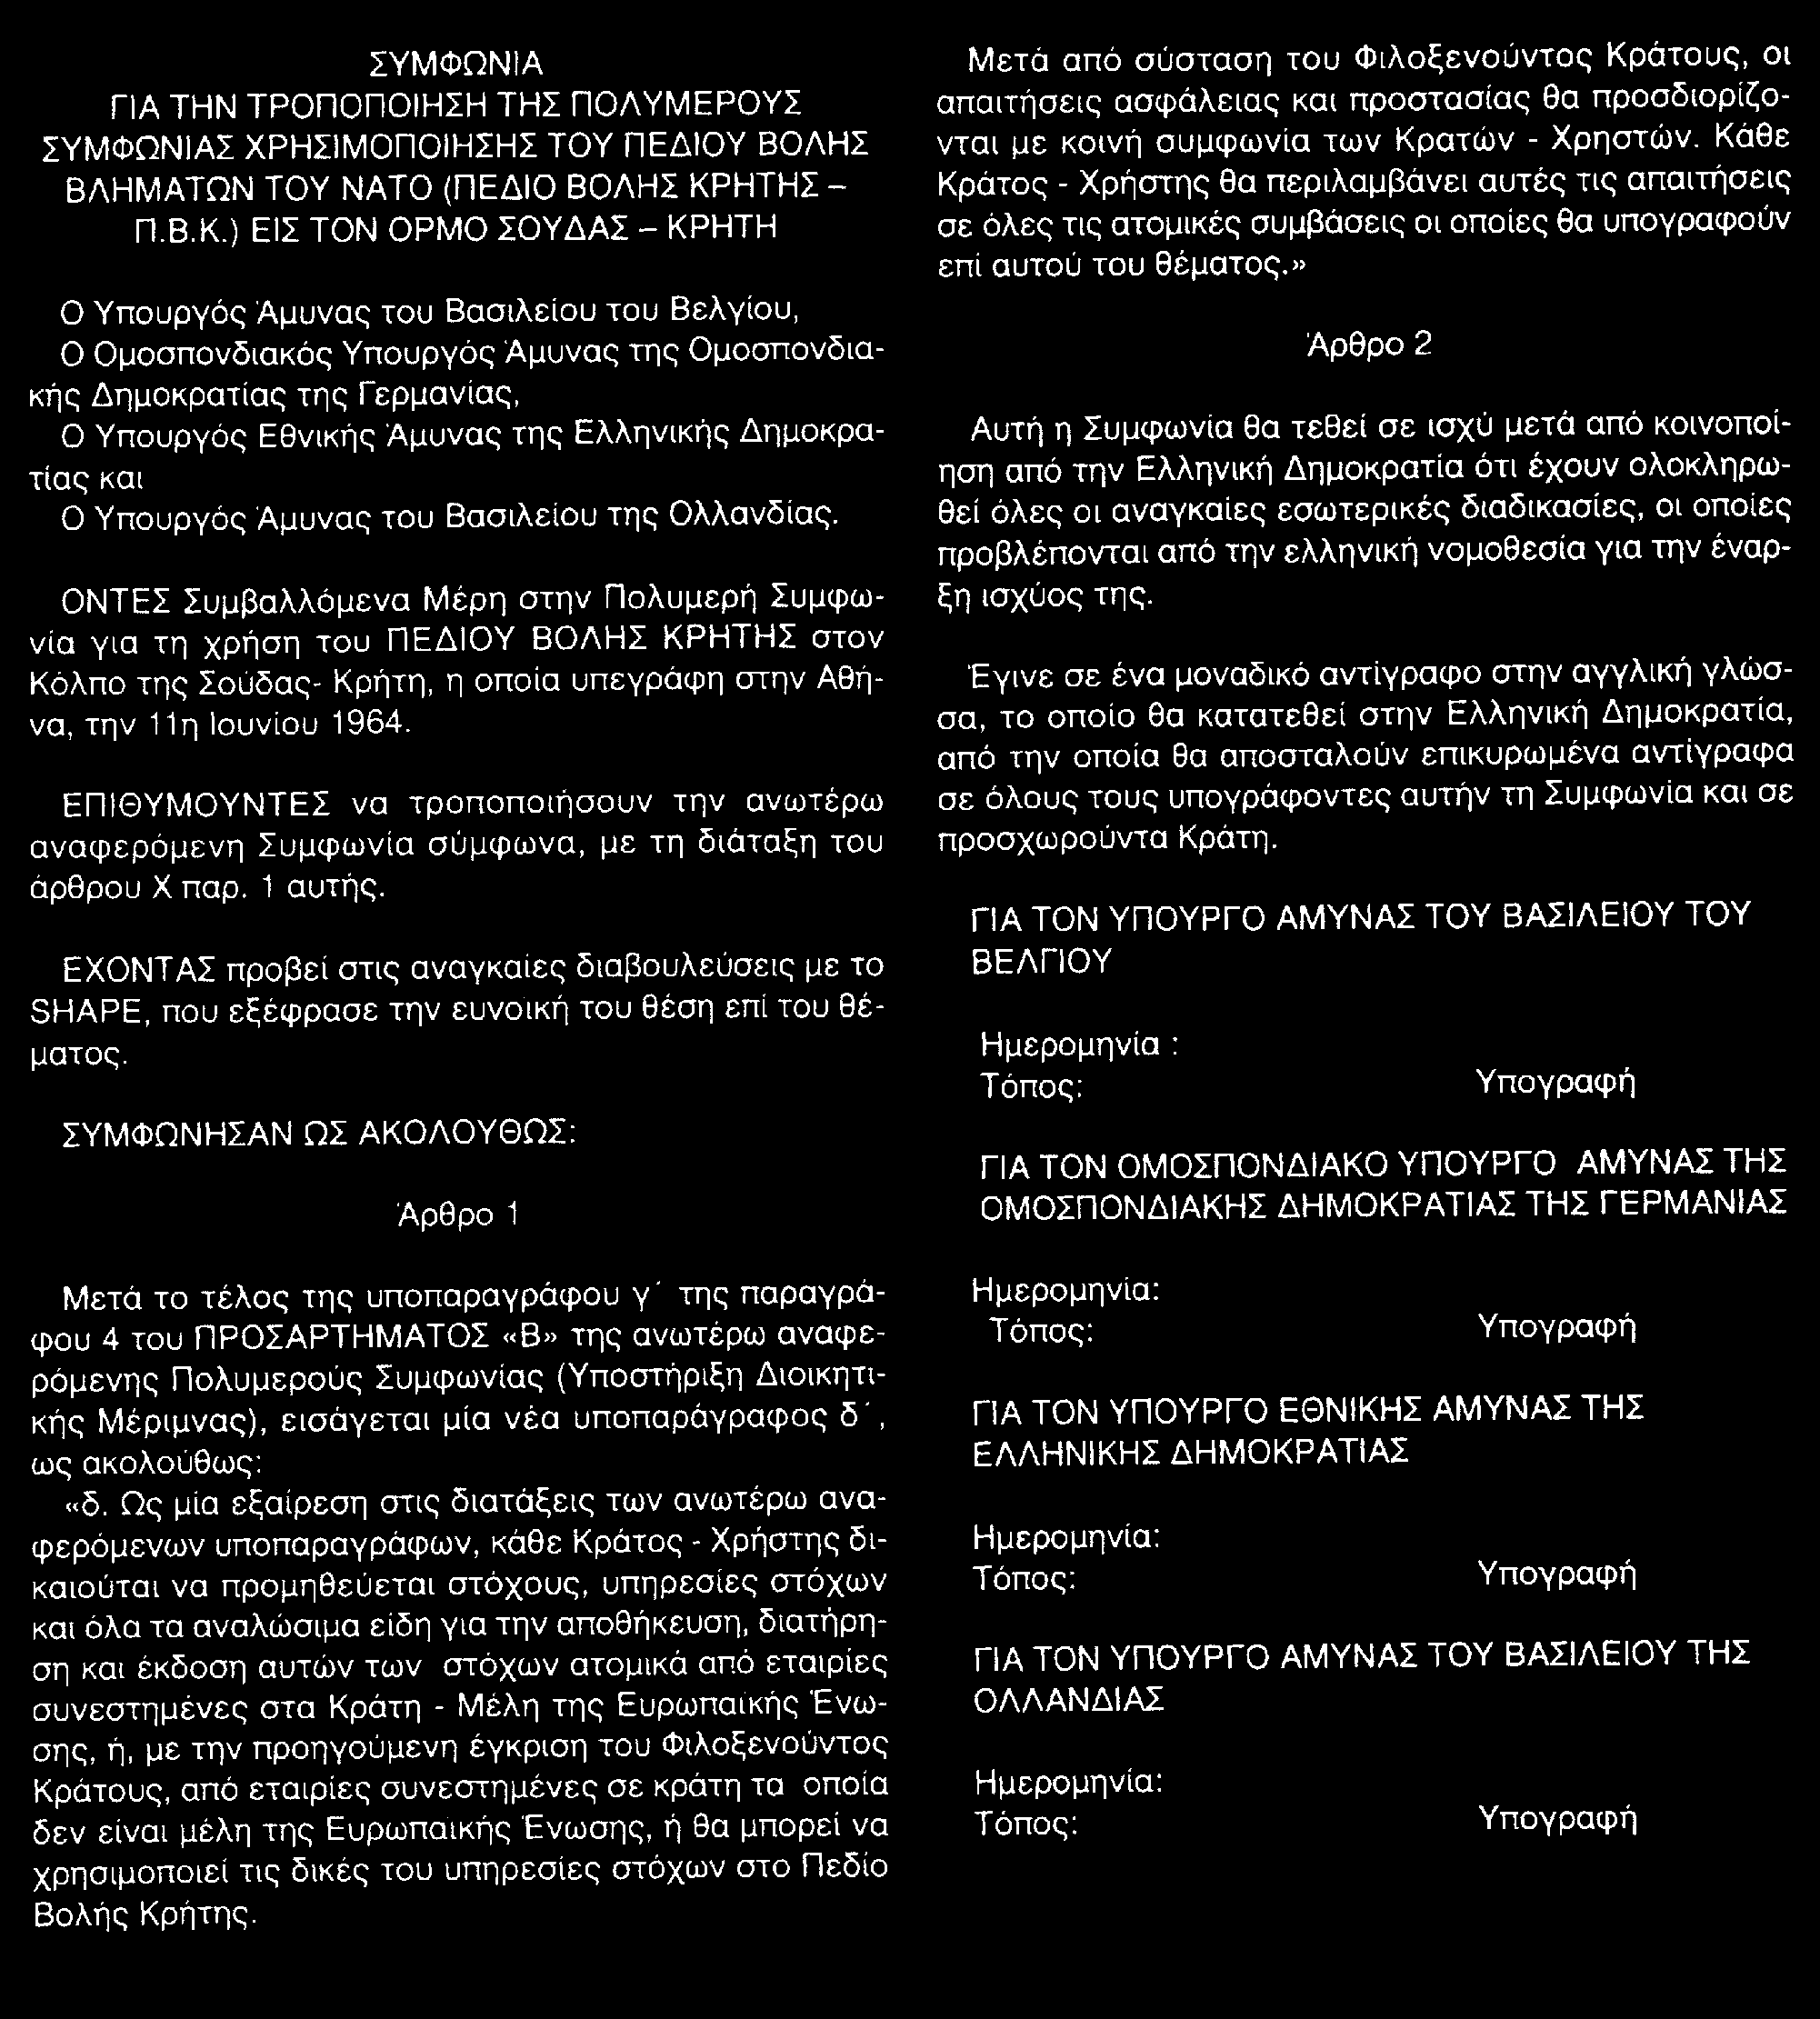 ΣΥΜΦΩΝΙΑ
ΓΙΑ ΤΗΝ ΤΡΟΠΟΠΟΙΗΣΗ ΤΗΣ ΠΟΛΥΜΕΡΟΥΣ
ΣΥΜΦΩΝΙΑΣ ΧΡΗΣΙΜΟΠΟΙΗΣΗΣ ΤΟΥ ΠΕΔΙΟΥ ΒΟΛΗΣ
ΒΛΗΜΑΤΩΝ ΤΟΥ ΝΑΤΟ (ΠΕΔΙΟ ΒΟΛΗΣ ΚΡΗΤΗΣ –
Π.Β.Κ.) ΕΙΣ ΤΟΝ ΟΡΜΟ ΣΟΥΔΑΣ – ΚΡΗΤΗ
Ο Υπουργός Άμυνας του Βασιλείου του Βελγίου,
Ο Ομοσπονδιακός Υπουργός Άμυνας της Ομοσπονδια-
κής Δημοκρατίας της Γερμανίας,
Ο Υπουργός Εθνικής Άμυνας της Ελληνικής Δημοκρα-
τίας και
Ο Υπουργός Άμυνας του Βασιλείου της Ολλανδίας.
ΟΝΤΕΣ Συμβαλλόμενα Μέρη στην Πολυμερή Συμφω-
νία για τη χρήση του ΠΕΔΙΟΥ ΒΟΛΗΣ ΚΡΗΤΗΣ στον
Κόλπο της Σούδας- Κρήτη, η οποία υπεγράφη στην Αθή-
να, την 11η Ιουνίου 1964.
ΕΠΙΘΥΜΟΥΝΤΕΣ να τροποποιήσουν την ανωτέρω
αναφερόμενη Συμφωνία σύμφωνα, με τη διάταξη του
άρθρου Χ παρ. 1 αυτής.
ΕΧΟΝΤΑΣ προβεί στις αναγκαίες διαβουλεύσεις με το
SHAPE, που εξέφρασε την ευνοϊκή του θέση επί του θέ-
ματος.
ΣΥΜΦΩΝΗΣΑΝ ΩΣ ΑΚΟΛΟΥΘΩΣ:
Άρθρο 1
Μετά το τέλος της υποπαραγράφου γ΄ της παραγρά-
φου 4 του ΠΡΟΣΑΡΤΗΜΑΤΟΣ «Β» της ανωτέρω αναφε-
ρόμενης Πολυμερούς Συμφωνίας (Υποστήριξη Διοικητι-
κής Μέριμνας), εισάγεται μία νέα υποπαράγραφος δ΄,
ως ακολούθως:
«δ. Ως μία εξαίρεση στις διατάξεις των ανωτέρω ανα-
φερόμενων υποπαραγράφων, κάθε Κράτος - Χρήστης δι-
καιούται να προμηθεύεται στόχους, υπηρεσίες στόχων
και όλα τα αναλώσιμα είδη για την αποθήκευση, διατήρη-
ση και έκδοση αυτών των στόχων ατομικά από εταιρίες
συνεστημένες στα Κράτη - Μέλη της Ευρωπαϊκής Ένω-
σης, ή, με την προηγούμενη έγκριση του Φιλοξενούντος
Κράτους, από εταιρίες συνεστημένες σε κράτη τα οποία
δεν είναι μέλη της Ευρωπαϊκής Ένωσης, ή θα μπορεί να
χρησιμοποιεί τις δικές του υπηρεσίες στόχων στο Πεδίο
Βολής Κρήτης.
Μετά από σύσταση του Φιλοξενούντος Κράτους, οι
απαιτήσεις ασφάλειας και προστασίας θα προσδιορίζο-
νται με κοινή συμφωνία των Κρατών - Χρηστών. Κάθε
Κράτος - Χρήστης θα περιλαμβάνει αυτές τις απαιτήσεις
σε όλες τις ατομικές συμβάσεις οι οποίες θα υπογραφούν
επί αυτού του θέματος.»
Άρθρο 2
Αυτή η Συμφωνία θα τεθεί σε ισχύ μετά από κοινοποί-
ηση από την Ελληνική Δημοκρατία ότι έχουν ολοκληρω-
θεί όλες οι αναγκαίες εσωτερικές διαδικασίες, οι οποίες
προβλέπονται από την ελληνική νομοθεσία για την έναρ-
ξη ισχύος της.
Έγινε σε ένα μοναδικό αντίγραφο στην αγγλική γλώσ-
σα, το οποίο θα κατατεθεί στην Ελληνική Δημοκρατία,
από την οποία θα αποσταλούν επικυρωμένα αντίγραφα
σε όλους τους υπογράφοντες αυτήν τη Συμφωνία και σε
προσχωρούντα Κράτη.
ΓΙΑ ΤΟΝ ΥΠΟΥΡΓΟ ΑΜΥΝΑΣ ΤΟΥ ΒΑΣΙΛΕΙΟΥ ΤΟΥ
ΒΕΛΓΙΟΥ
Ημερομηνία :
Τόπος: Υπογραφή
ΓΙΑ ΤΟΝ ΟΜΟΣΠΟΝΔΙΑΚΟ ΥΠΟΥΡΓΟ ΑΜΥΝΑΣ ΤΗΣ
ΟΜΟΣΠΟΝΔΙΑΚΗΣ ΔΗΜΟΚΡΑΤΙΑΣ ΤΗΣ ΓΕΡΜΑΝΙΑΣ
Ημερομηνία:
Τόπος: Υπογραφή
ΓΙΑ ΤΟΝ ΥΠΟΥΡΓΟ ΕΘΝΙΚΗΣ ΑΜΥΝΑΣ ΤΗΣ
ΕΛΛΗΝΙΚΗΣ ΔΗΜΟΚΡΑΤΙΑΣ
Ημερομηνία:
Τόπος: Υπογραφή
ΓΙΑ ΤΟΝ ΥΠΟΥΡΓΟ ΑΜΥΝΑΣ ΤΟΥ ΒΑΣΙΛΕΙΟΥ ΤΗΣ
ΟΛΛΑΝΔΙΑΣ
Ημερομηνία:
Τόπος: Υπογραφή